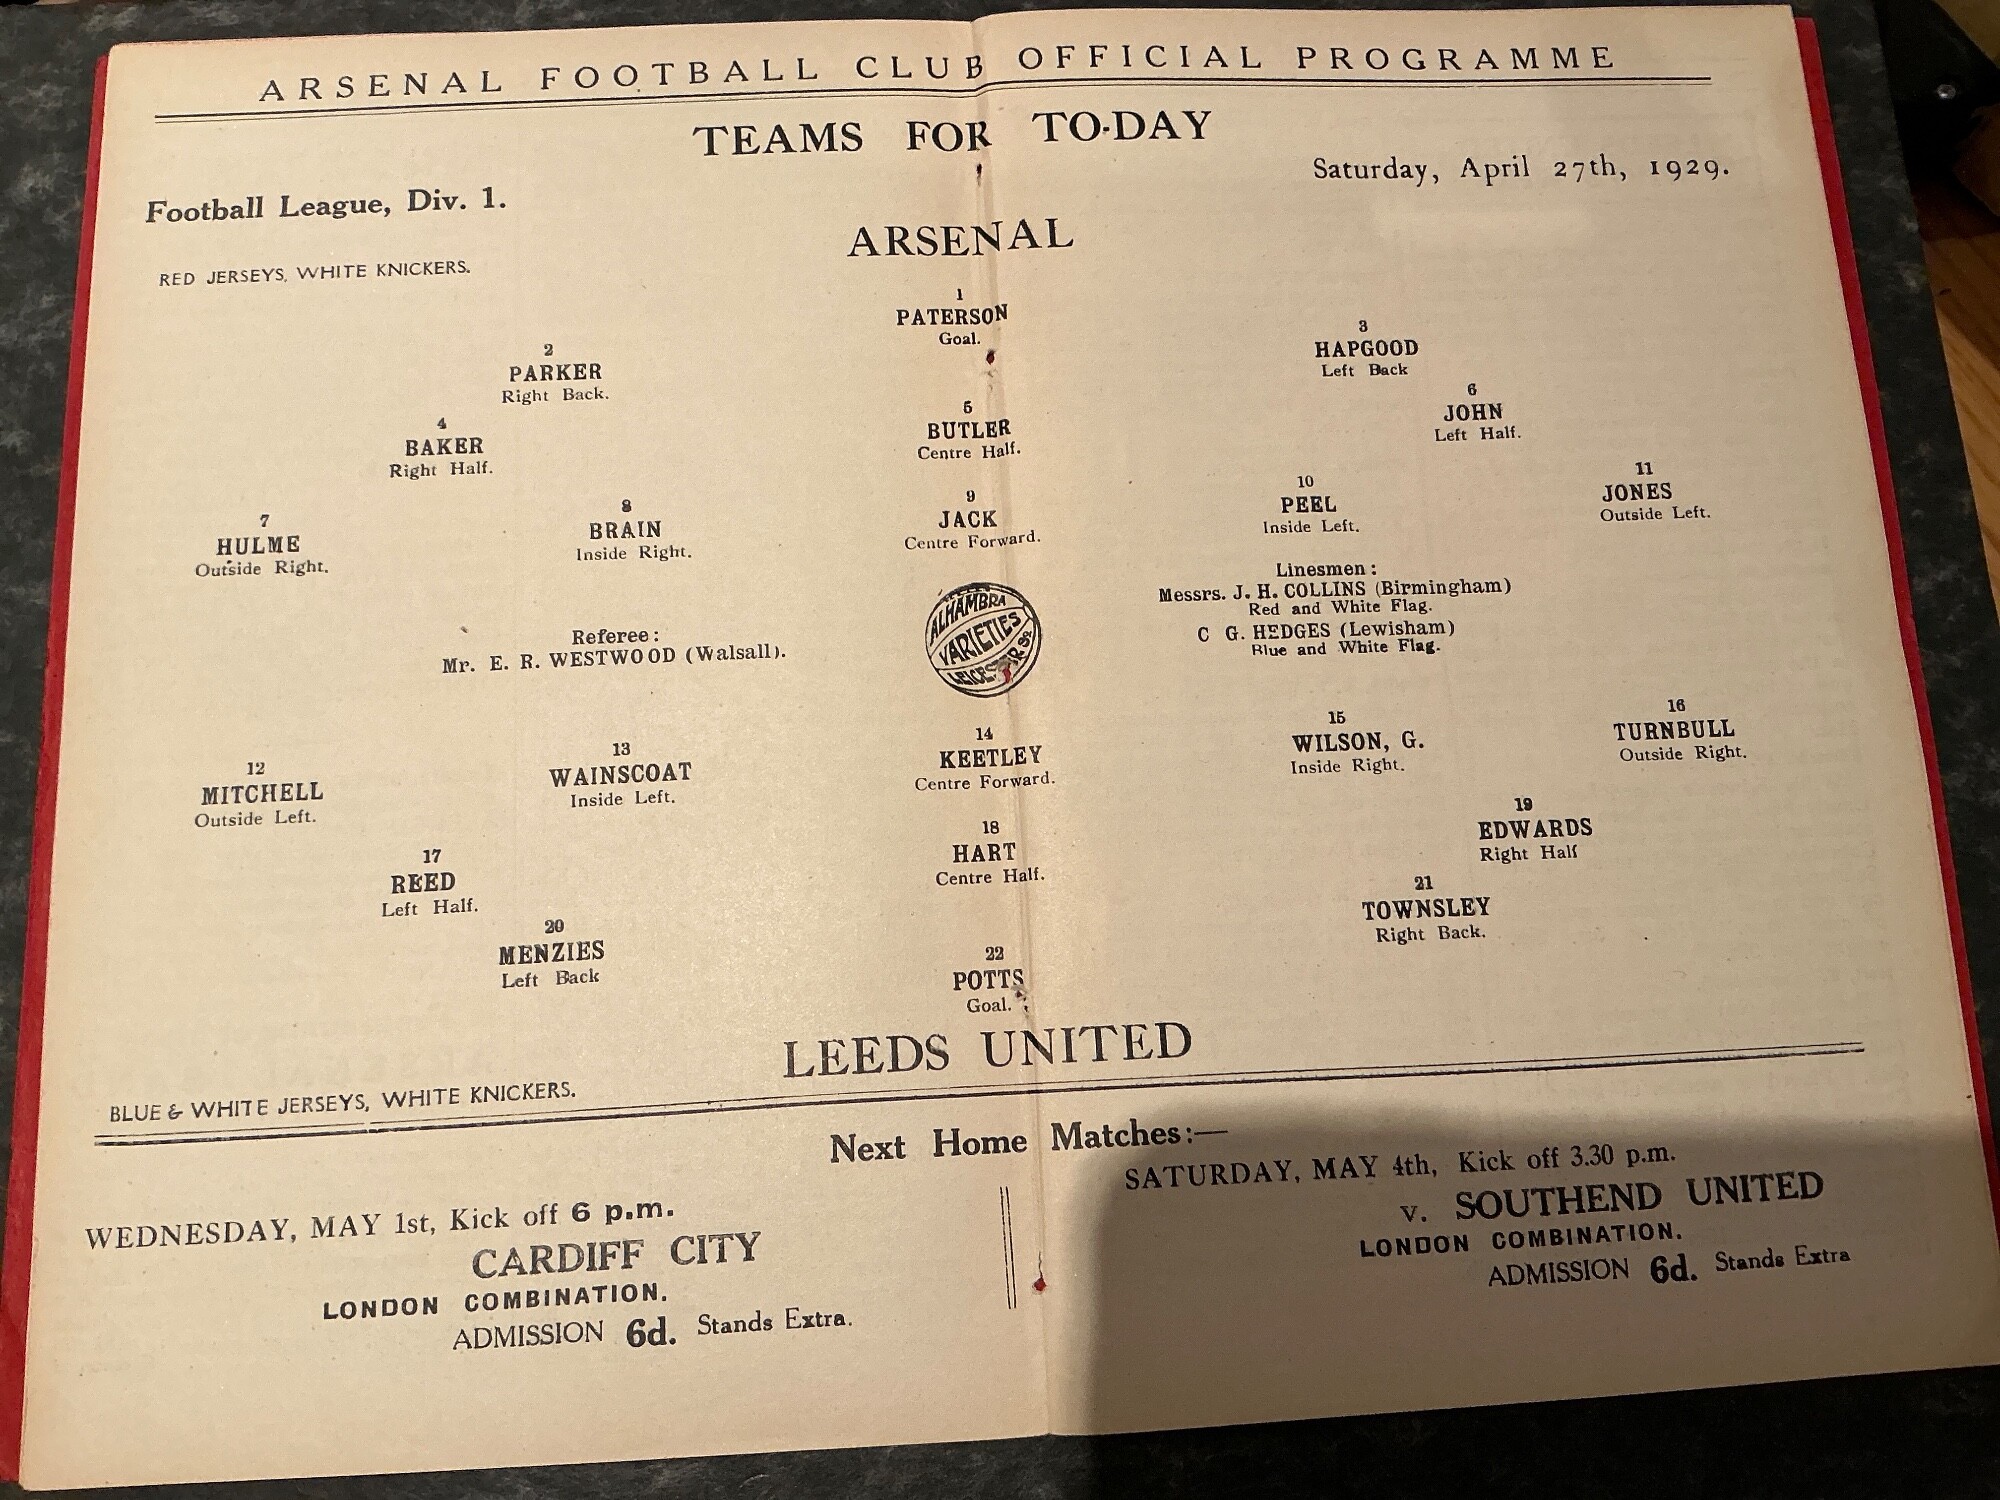 ARSENAL FOOTBALL CLUB OFFICIAL PROGRAMME
TEAMS FOR TO-DAY
Saturday, April 27th, 1929.
Football League, Div. 1.
ARSENAL
RED JERSEYS, WHITE KNICKERS.
1
PATERSON
Goal.
2
PARKER
Right Back.
3
HAPGOOD
Left Back
4
BAKER
Right Half.
5
BUTLER
Centre Half.
6
JOHN
Left Half.
7
HULME
Outside Right.
8
BRAIN
Inside Right.
9
JACK
Centre Forward.
10
PEEL
Inside Left.
11
JONES
Outside Left.
Referee:
Mr. E. R. WESTWOOD (Walsall).
ALHAMBRA
VARIETIES
LEICESTER SQ.
Linesmen:
Messrs. J. H. COLLINS (Birmingham)
Red and White Flag.
C G. HEDGES (Lewisham)
Blue and White Flag.
12
MITCHELL
Outside Left.
13
WAINSCOAT
Inside Left.
14
KEETLEY
Centre Forward.
15
WILSON, G.
Inside Right.
16
TURNBULL
Outside Right.
17
REED
Left Half.
18
HART
Centre Half.
19
EDWARDS
Right Half
20
MENZIES
Left Back
21
TOWNSLEY
Right Back.
22
POTTS
Goal.
LEEDS UNITED
BLUE & WHITE JERSEYS, WHITE KNICKERS.
Next Home Matches:—
WEDNESDAY, MAY 1st, Kick off 6 p.m.
CARDIFF CITY
LONDON COMBINATION.
ADMISSION 6d. Stands Extra.
SATURDAY, MAY 4th, Kick off 3.30 p.m.
v. SOUTHEND UNITED
LONDON COMBINATION.
ADMISSION 6d. Stands Extra